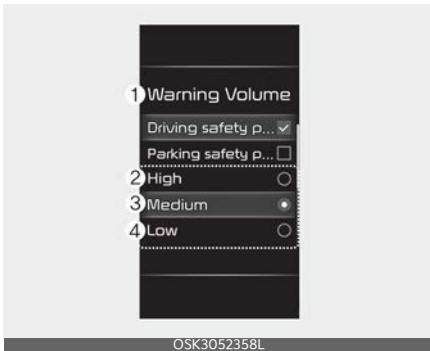 1 Warning Volume
Driving safety p...
Parking safety p...
2 High
3 Medium
4 Low
OSK3052358L